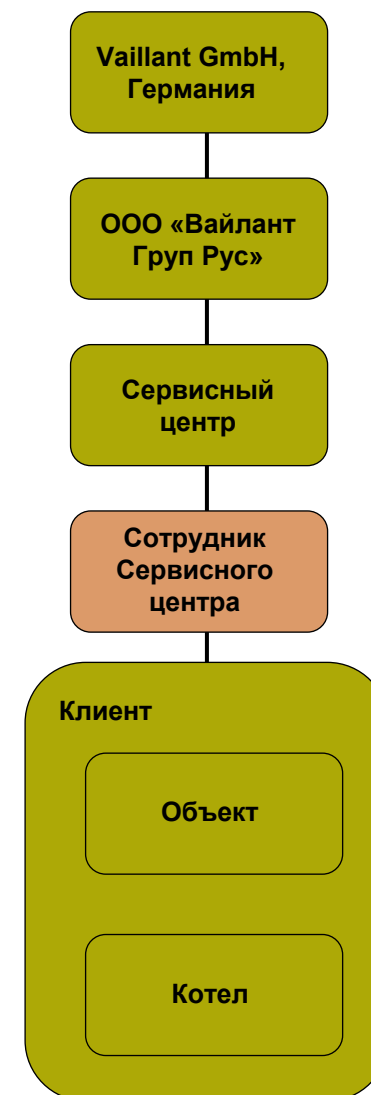 Vaillant GmbH,
Германия
ООО «Вайлант
Груп Рус»
Сервисный
центр
Сотрудник
Сервисного
центра
Клиент
Объект
Котел